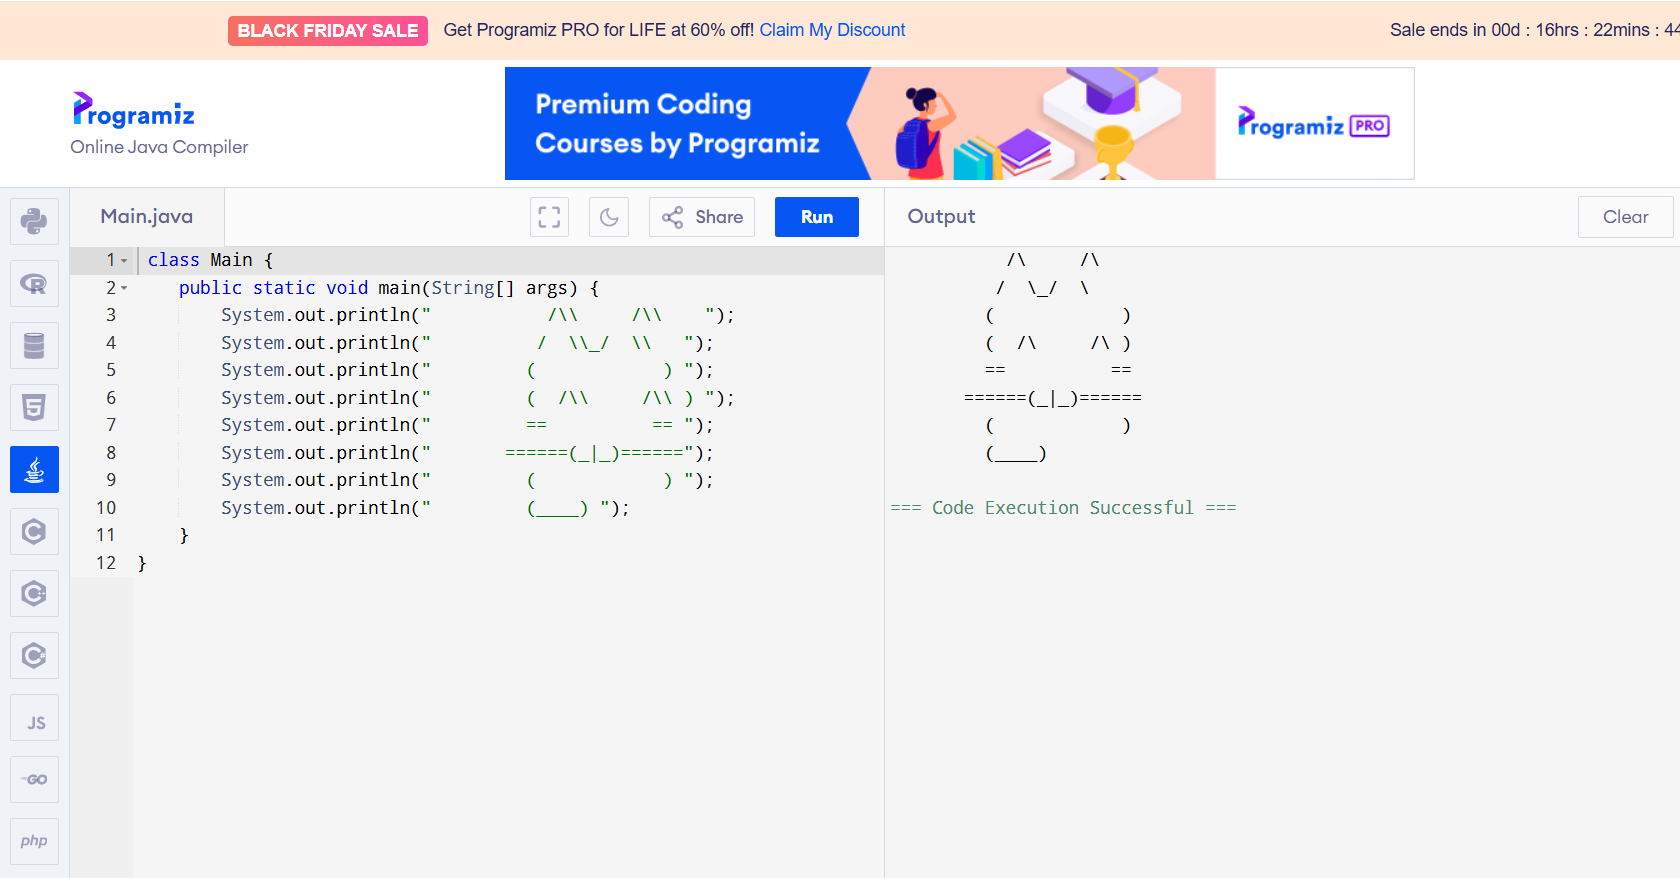 BLACK FRIDAY SALE Get Programiz PRO for LIFE at 60% off! Claim My Discount Sale ends in 00d : 16hrs : 22mins : 44
Programiz
Online Java Compiler
Premium Coding
Courses by Programiz
Programiz PRO
Main.java Share Run Output Clear
1 class Main {
2     public static void main(String[] args) {
3         System.out.println("           /\\     /\\    ");
4         System.out.println("          /  \\_/  \\   ");
5         System.out.println("         (            ) ");
6         System.out.println("         (  /\\     /\\ ) ");
7         System.out.println("         ==          == ");
8         System.out.println("       ======(_|_)======");
9         System.out.println("         (            ) ");
10         System.out.println("         (____) ");
11     }
12 }
           /\     /\
          /  \_/  \
         (            )
         (  /\     /\ )
         ==          ==
       ======(_|_)======
         (            )
         (____)
=== Code Execution Successful ===
R
5
C
C+
C#
JS
GO
php